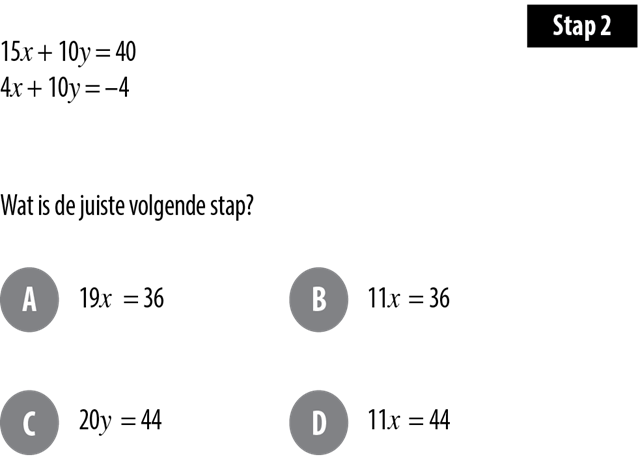 Stap 2
15x + 10y = 40
4x + 10y = –4
Wat is de juiste volgende stap?
A 19x = 36
B 11x = 36
C 20y = 44
D 11x = 44